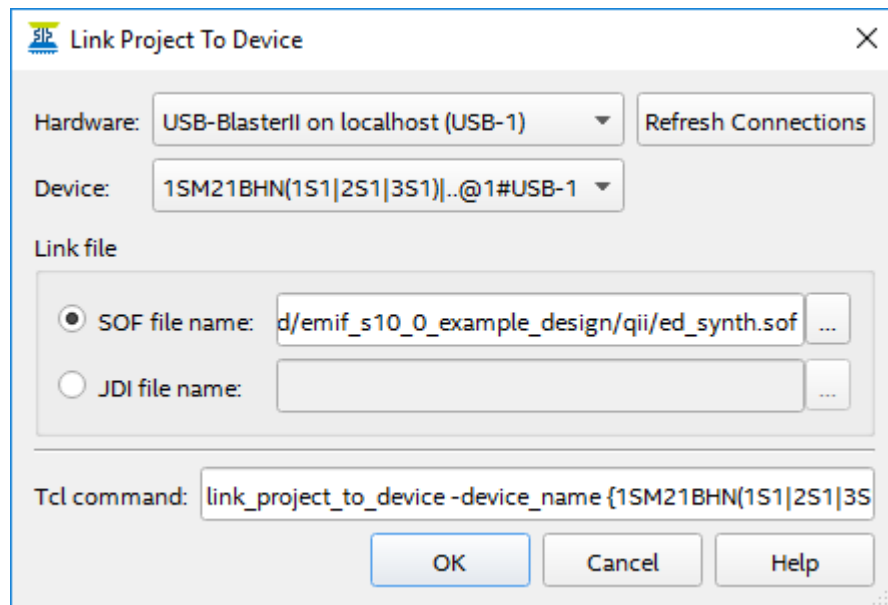 Link Project To Device
Hardware: USB-BlasterII on localhost (USB-1) Refresh Connections
Device: 1SM21BHN(1S1|2S1|3S1)|..@1#USB-1
Link file
SOF file name: d/emif_s10_0_example_design/qii/ed_synth.sof ...
JDI file name: ...
Tcl command: link_project_to_device -device_name {1SM21BHN(1S1|2S1|3S
OK Cancel Help